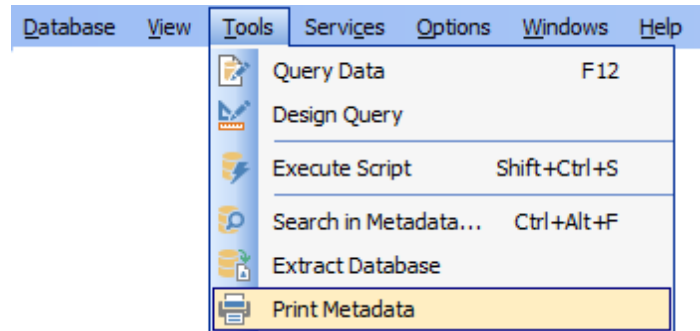 Database View Tools Services Options Windows Help
Query Data F12
Design Query
Execute Script Shift+Ctrl+S
Search in Metadata... Ctrl+Alt+F
Extract Database
Print Metadata